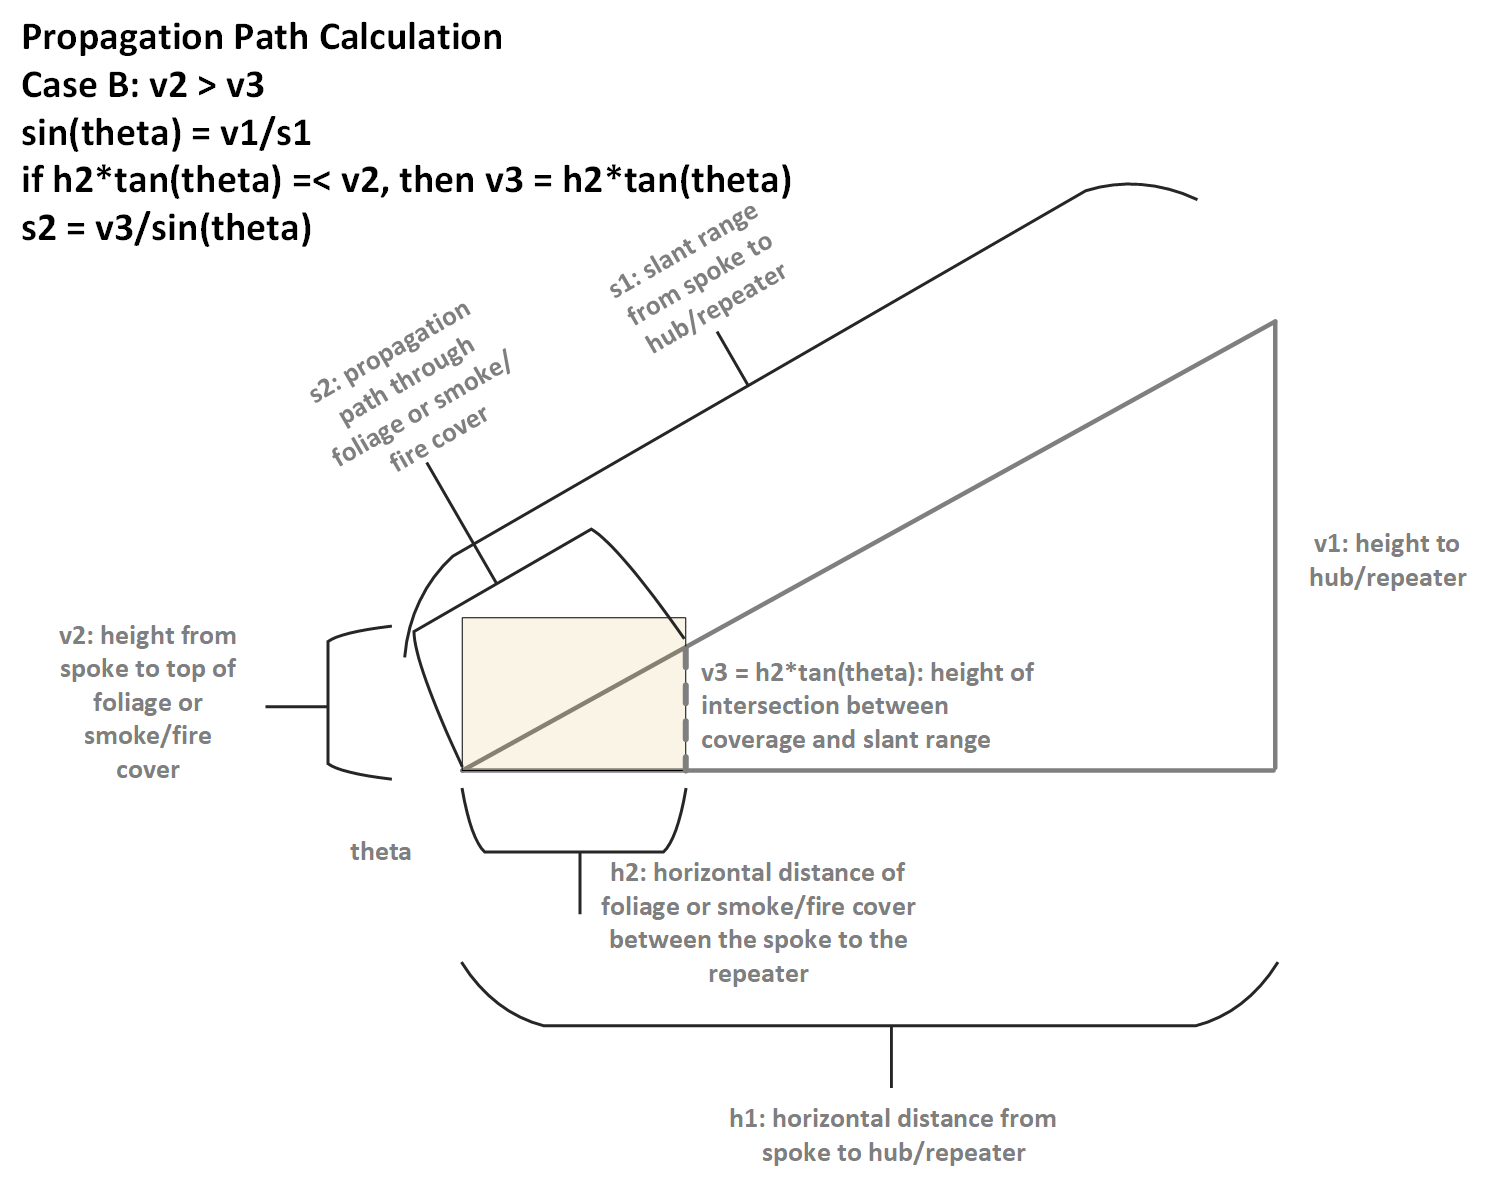 Propagation Path Calculation
Case B: v2 > v3
sin(theta) = v1/s1
if h2*tan(theta) =< v2, then v3 = h2*tan(theta)
s2 = v3/sin(theta)
s1: slant range
from spoke to
hub/repeater
s2: propagation
path through
foliage or smoke/
fire cover
v1: height to
hub/repeater
v2: height from
spoke to top of
foliage or
smoke/fire
cover
v3 = h2*tan(theta): height of
intersection between
coverage and slant range
theta
h2: horizontal distance of
foliage or smoke/fire cover
between the spoke to the
repeater
h1: horizontal distance from
spoke to hub/repeater